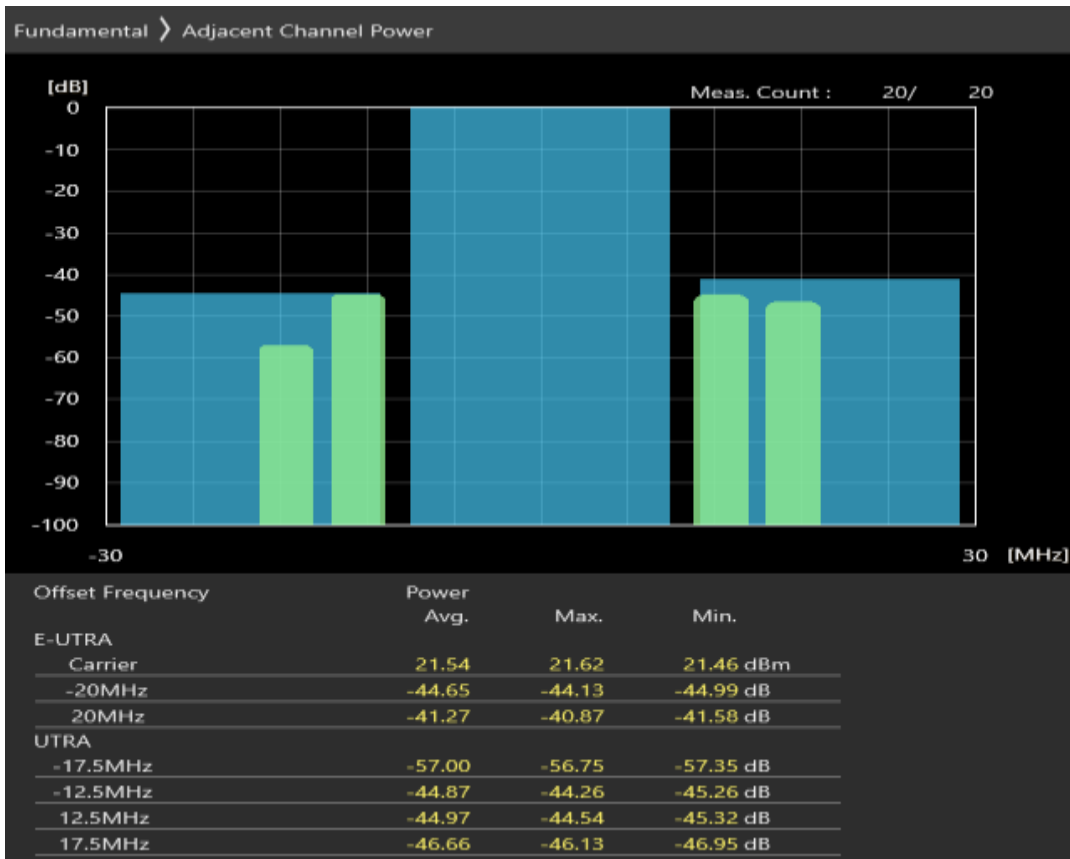 Fundamental 〉 Adjacent Channel Power
[dB]
Meas. Count : 20/ 20
0
-10
-20
-30
-40
-50
-60
-70
-80
-90
-100
-30 30 [MHz]
Offset Frequency Power
Avg. Max. Min.
E-UTRA
Carrier 21.54 21.62 21.46 dBm
-20MHz -44.65 -44.13 -44.99 dB
20MHz -41.27 -40.87 -41.58 dB
UTRA
-17.5MHz -57.00 -56.75 -57.35 dB
-12.5MHz -44.87 -44.26 -45.26 dB
12.5MHz -44.97 -44.54 -45.32 dB
17.5MHz -46.66 -46.13 -46.95 dB